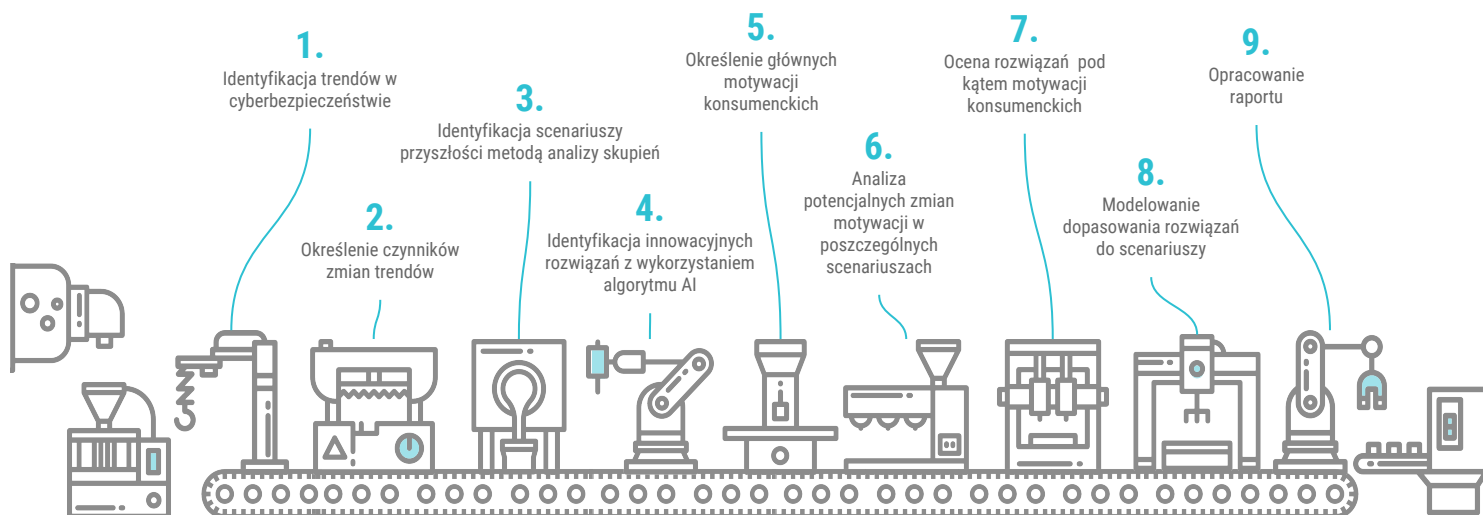 1.
Identyfikacja trendów w
cyberbezpieczeństwie
2.
Określenie czynników
zmian trendów
3.
Identyfikacja scenariuszy
przyszłości metodą analizy skupień
4.
Identyfikacja innowacyjnych
rozwiązań z wykorzystaniem
algorytmu AI
5.
Określenie głównych
motywacji
konsumenckich
6.
Analiza
potencjalnych zmian
motywacji w
poszczególnych
scenariuszach
7.
Ocena rozwiązań pod
kątem motywacji
konsumenckich
8.
Modelowanie
dopasowania rozwiązań
do scenariuszy
9.
Opracowanie
raportu